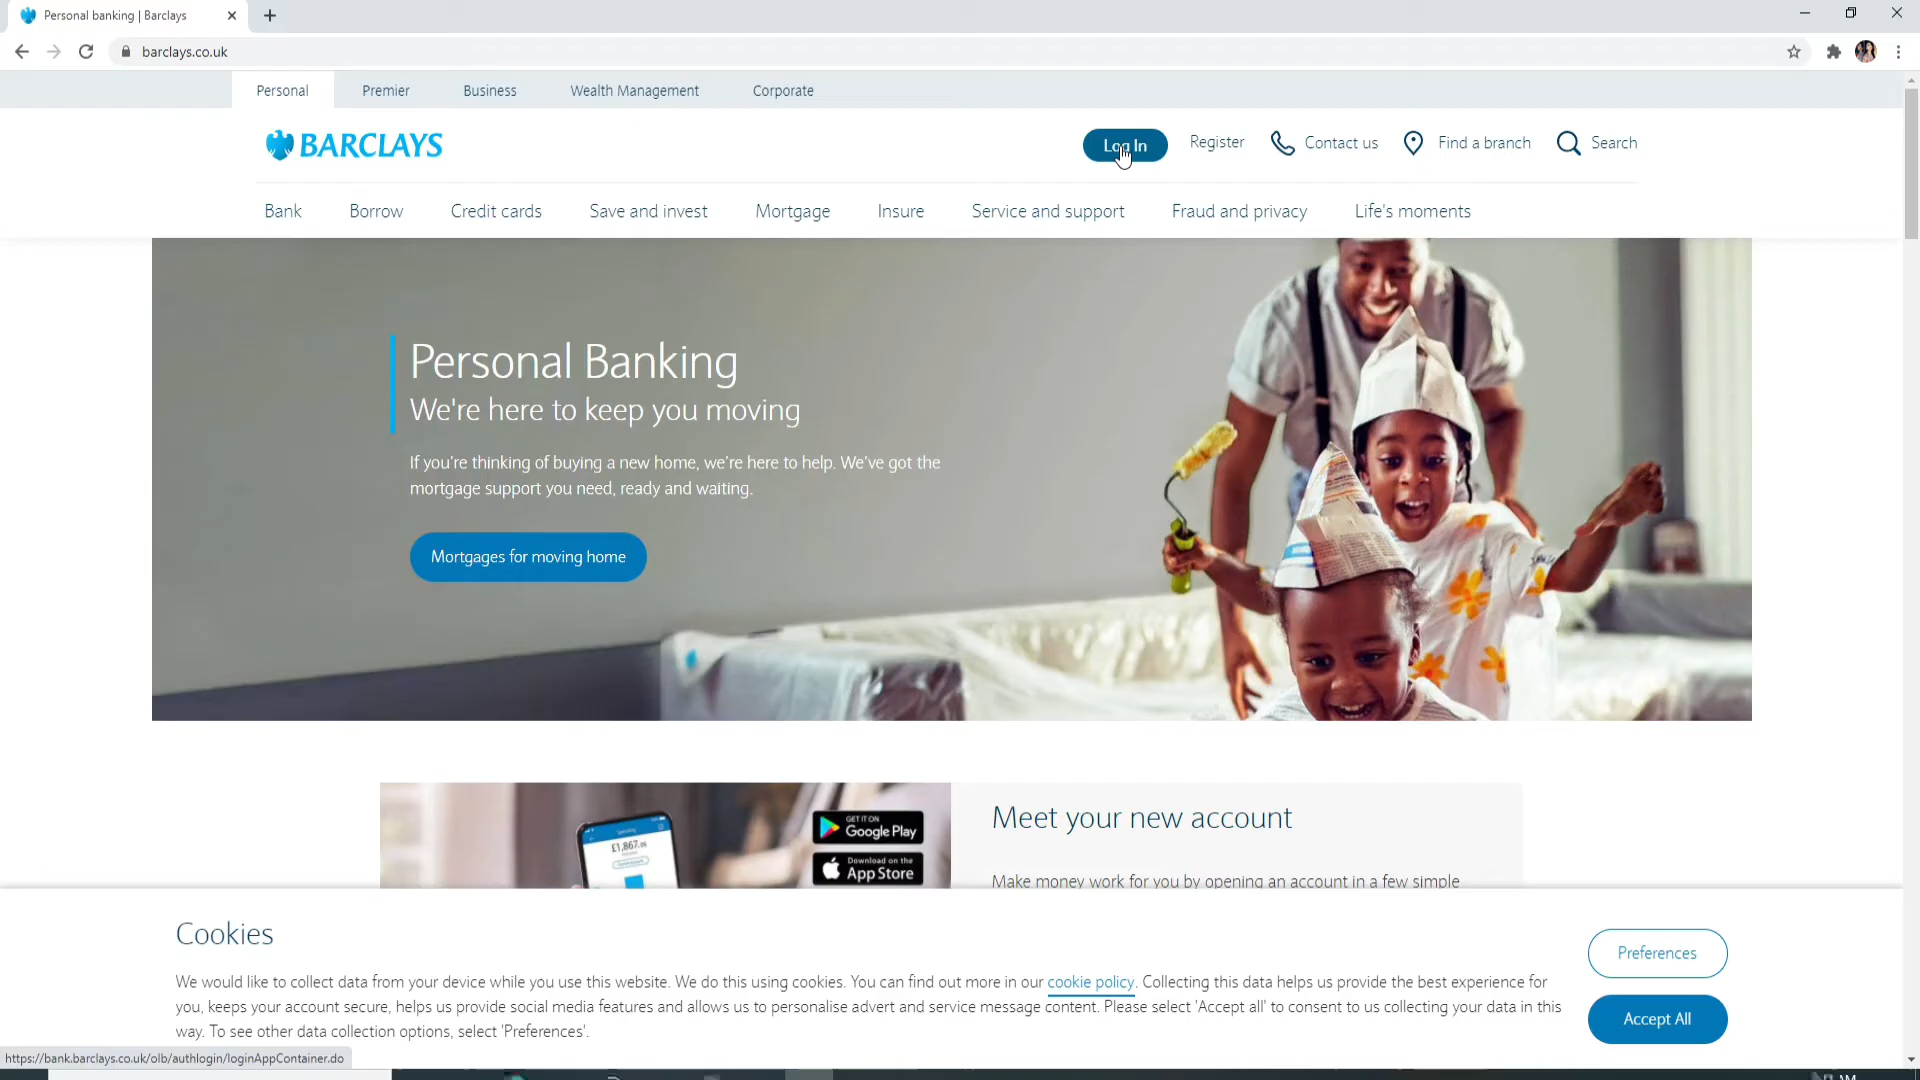 Personal banking | Barclays
barclays.co.uk
Personal Premier Business Wealth Management Corporate
BARCLAYS
Log In Register Contact us Find a branch Search
Bank Borrow Credit cards Save and invest Mortgage Insure Service and support Fraud and privacy Life's moments
Personal Banking
We're here to keep you moving
If you're thinking of buying a new home, we're here to help. We've got the
mortgage support you need, ready and waiting.
Mortgages for moving home
GET IT ON
Google Play
£1,867.
Download on the
App Store
Meet your new account
Make money work for you by opening an account in a few simple
Cookies
We would like to collect data from your device while you use this website. We do this using cookies. You can find out more in our cookie policy. Collecting this data helps us provide the best experience for
you, keeps your account secure, helps us provide social media features and allows us to personalise advert and service message content. Please select 'Accept all' to consent to us collecting your data in this
way. To see other data collection options, select 'Preferences'.
Preferences
Accept All
https://bank.barclays.co.uk/olb/authlogin/loginAppContainer.do